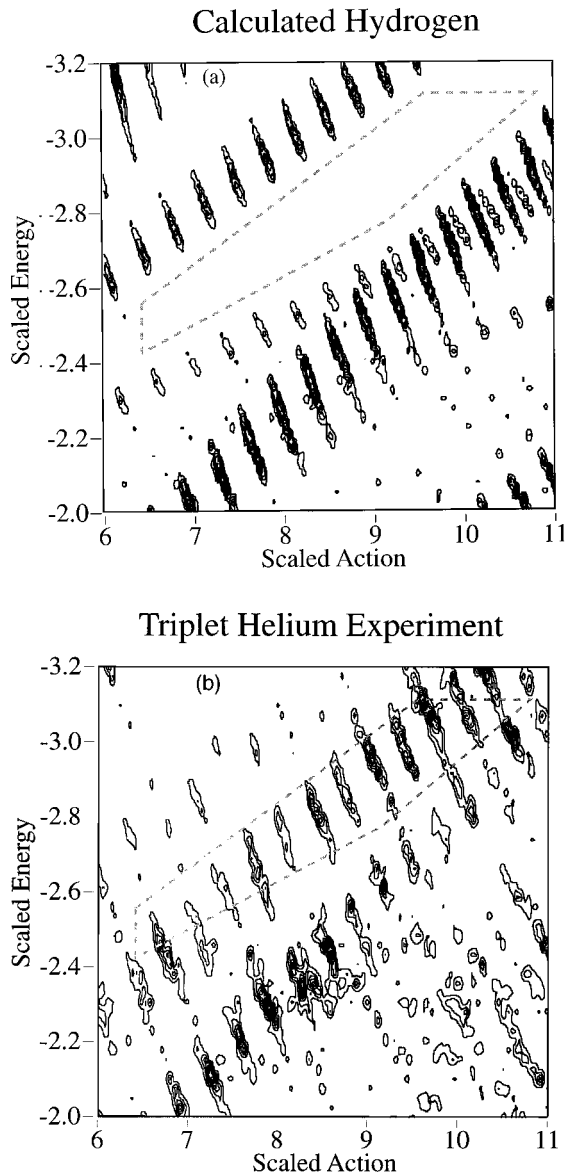 Calculated Hydrogen
(a)
Scaled Energy
-3.2
-3.0
-2.8
-2.6
-2.4
-2.2
-2.0
6 7 8 9 10 11
Scaled Action
Triplet Helium Experiment
(b)
Scaled Energy
-3.2
-3.0
-2.8
-2.6
-2.4
-2.2
-2.0
6 7 8 9 10 11
Scaled Action